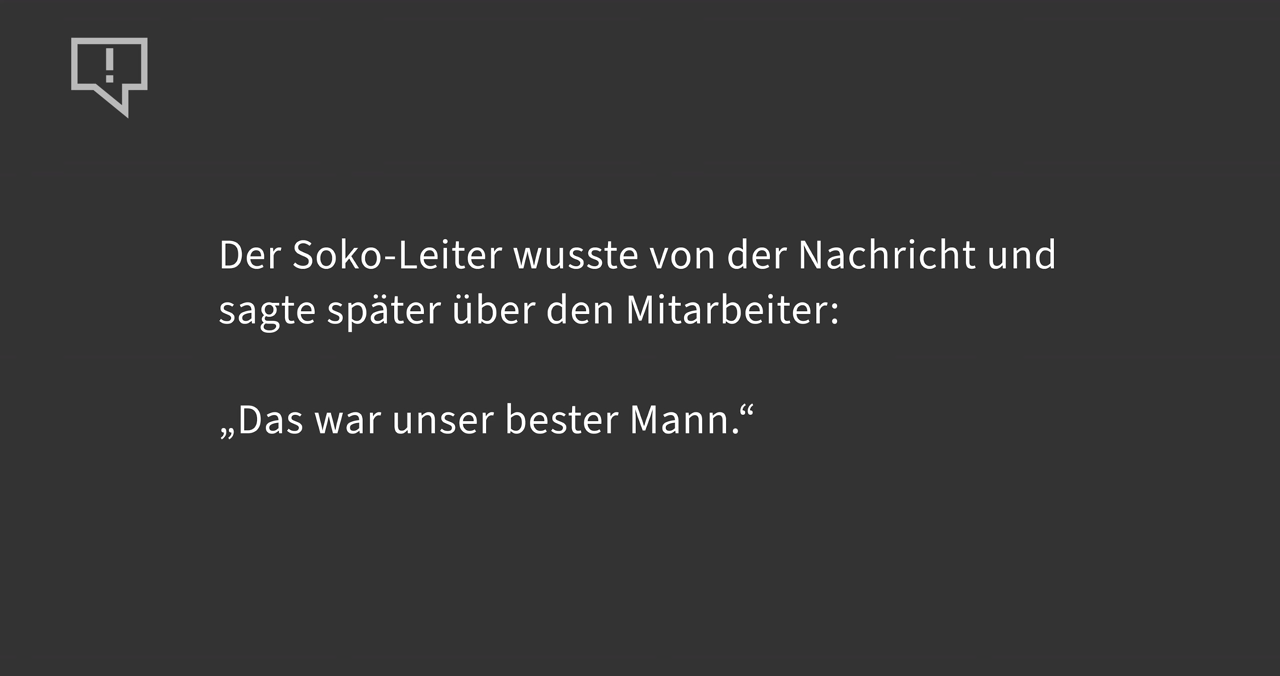 Der Soko-Leiter wusste von der Nachricht und
sagte später über den Mitarbeiter:
„Das war unser bester Mann.“